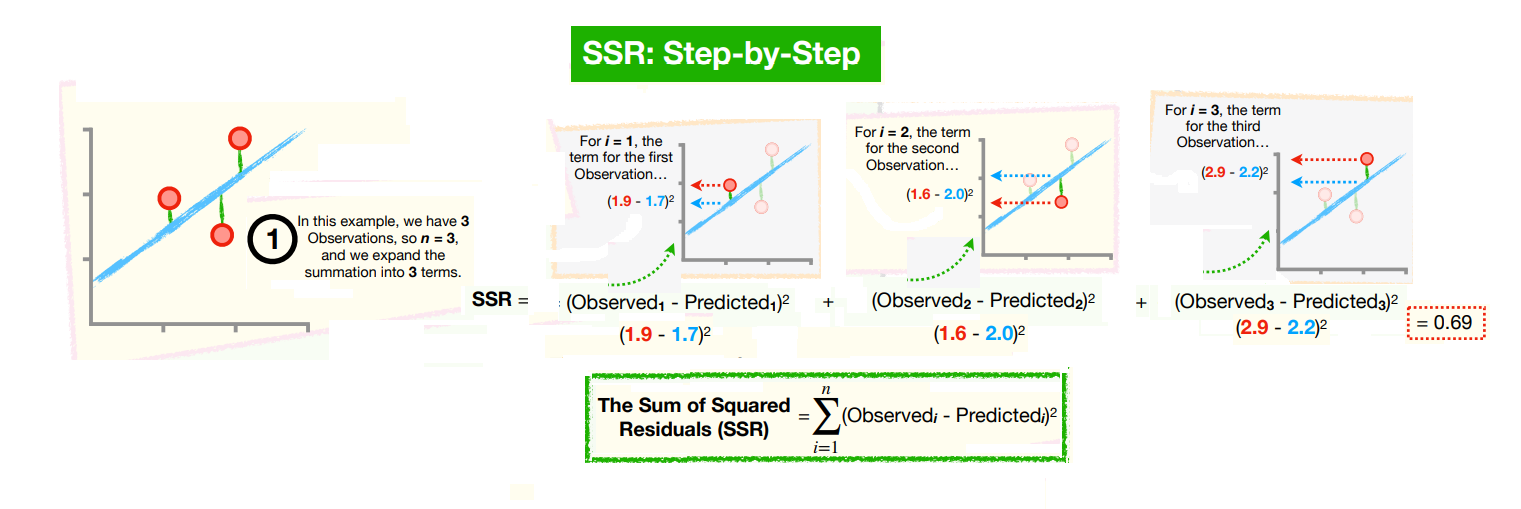 SSR: Step-by-Step
1
In this example, we have 3
Observations, so n = 3,
and we expand the
summation into 3 terms.
For i = 1, the
term for the first
Observation…
(1.9 - 1.7)²
For i = 2, the term
for the second
Observation…
(1.6 - 2.0)²
For i = 3, the term
for the third
Observation…
(2.9 - 2.2)²
SSR = (Observed₁ - Predicted₁)² + (Observed₂ - Predicted₂)² + (Observed₃ - Predicted₃)²
(1.9 - 1.7)² (1.6 - 2.0)² (2.9 - 2.2)² = 0.69
The Sum of Squared
Residuals (SSR)
= ∑ n i=1 (Observedᵢ - Predictedᵢ)²